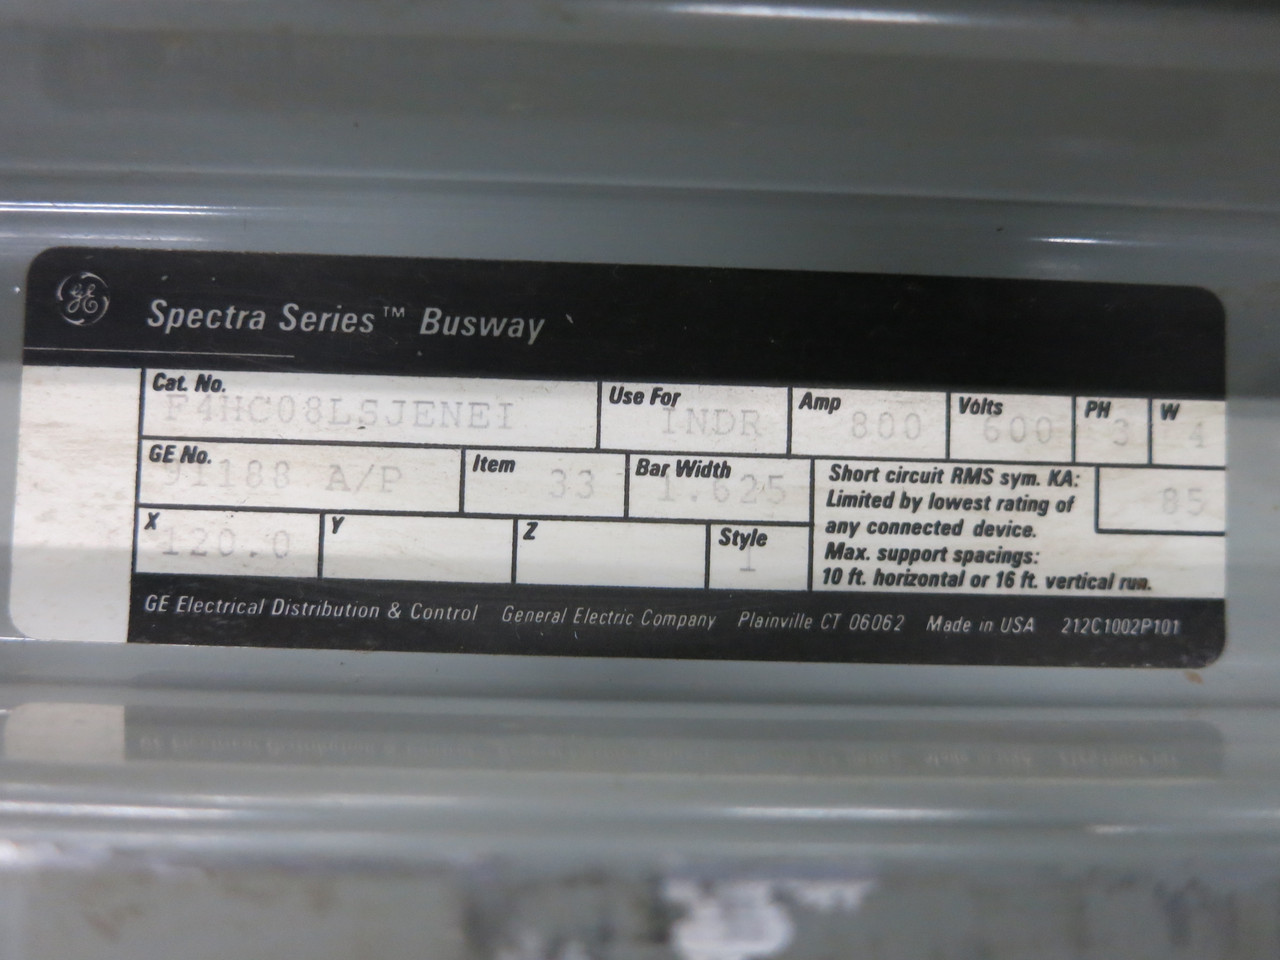 GE Spectra Series™ Busway
Cat. No. F4HC08LSJENEI Use For INDR Amp 800 Volts 600 PH 3 W 4
GE No. 91188 A/P Item 33 Bar Width 1.625
Short circuit RMS sym. KA: 85
Limited by lowest rating of
any connected device.
Max. support spacings:
10 ft. horizontal or 16 ft. vertical run.
X 120.0 Y Z Style 1
GE Electrical Distribution & Control General Electric Company Plainville CT 06062 Made in USA 212C1002P101